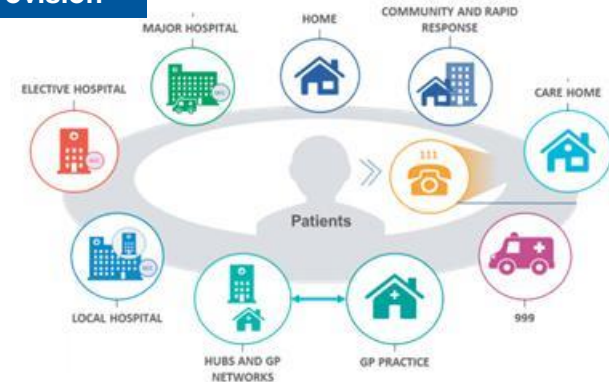 MAJOR HOSPITAL
HOME
COMMUNITY AND RAPID
RESPONSE
ELECTIVE HOSPITAL
CARE HOME
111
Patients
LOCAL HOSPITAL
999
HUBS AND GP
NETWORKS
GP PRACTICE